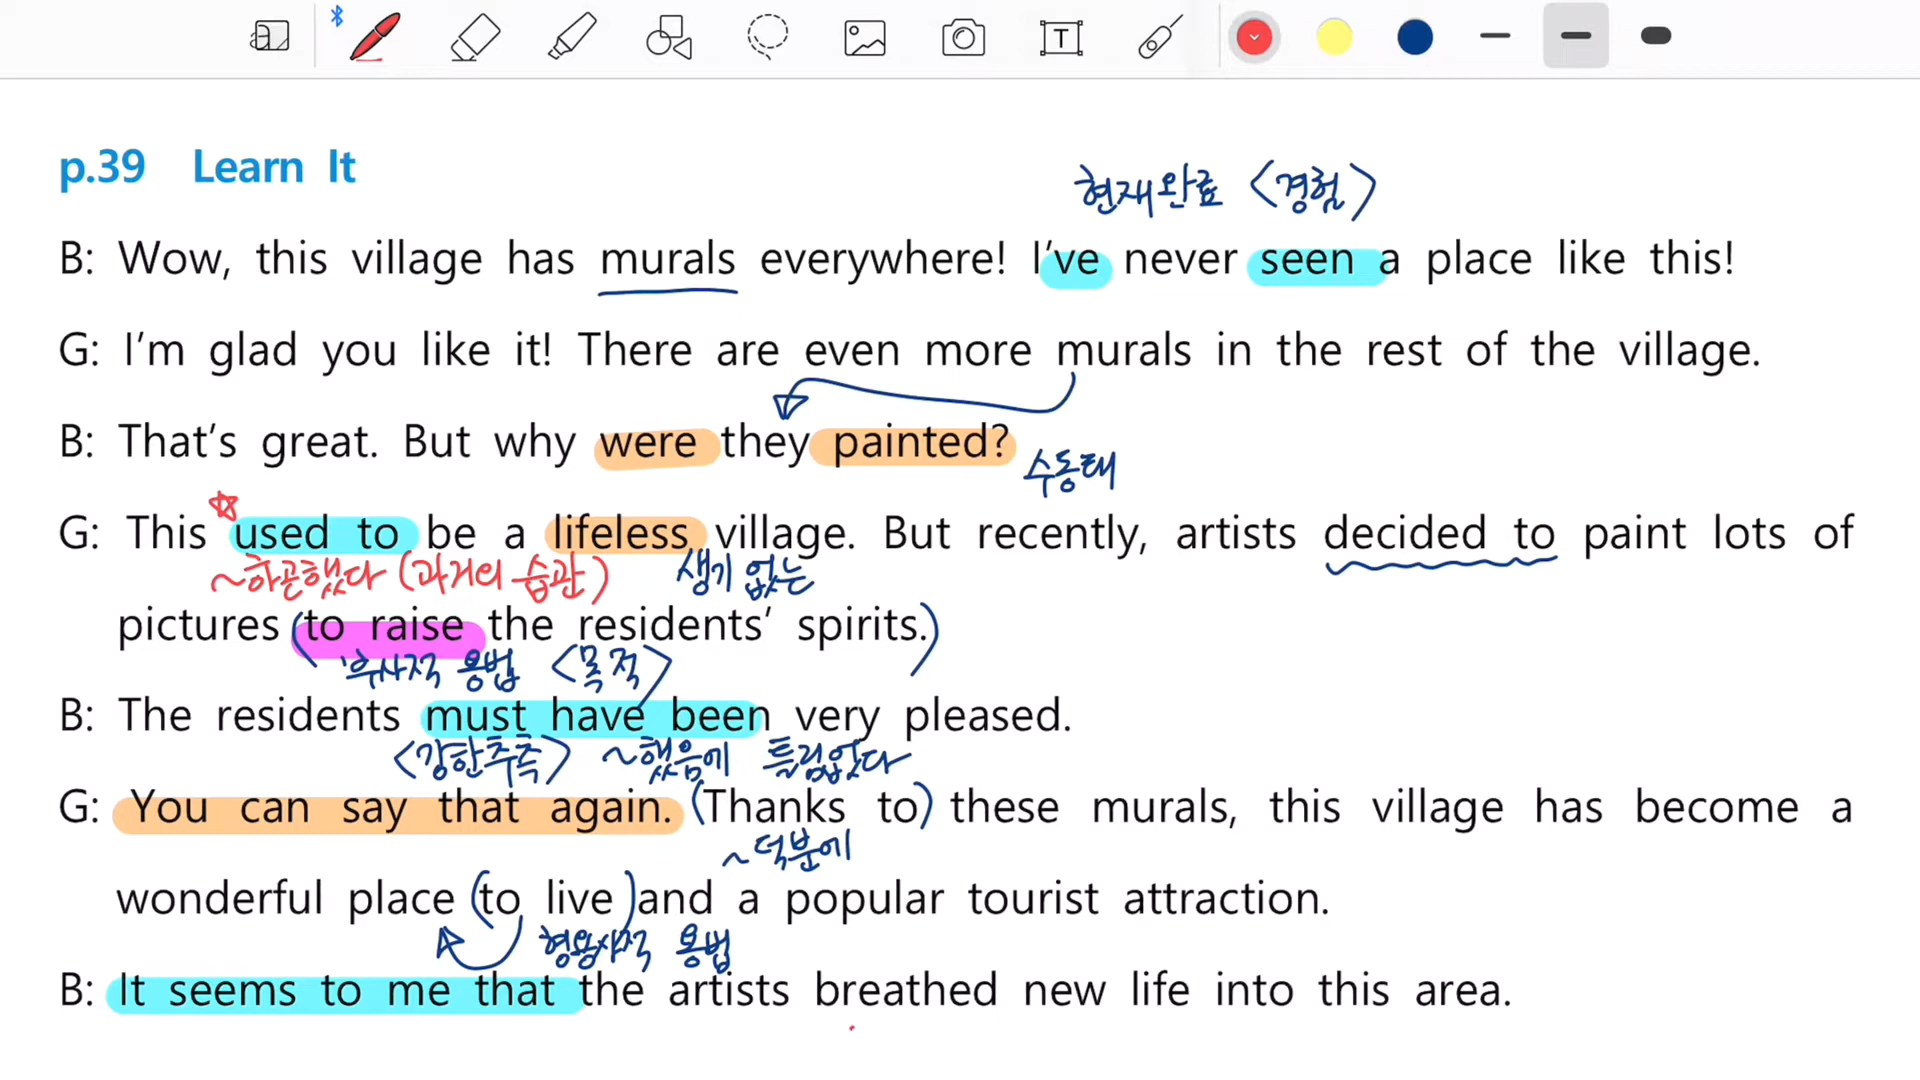 p.39 Learn It
현재완료 <경험>
B: Wow, this village has murals everywhere! I've never seen a place like this!
G: I'm glad you like it! There are even more murals in the rest of the village.
B: That's great. But why were they painted?
수동태
G: This used to be a lifeless village. But recently, artists decided to paint lots of
~하곤했다 (과거의 습관) 생기 없는
pictures (to raise the residents' spirits.)
부사적 용법 <목적>
B: The residents must have been very pleased.
<강한추측> ~했음에 틀림없다
G: You can say that again. (Thanks to) these murals, this village has become a
~덕분에
wonderful place (to live) and a popular tourist attraction.
형용사적 용법
B: It seems to me that the artists breathed new life into this area.